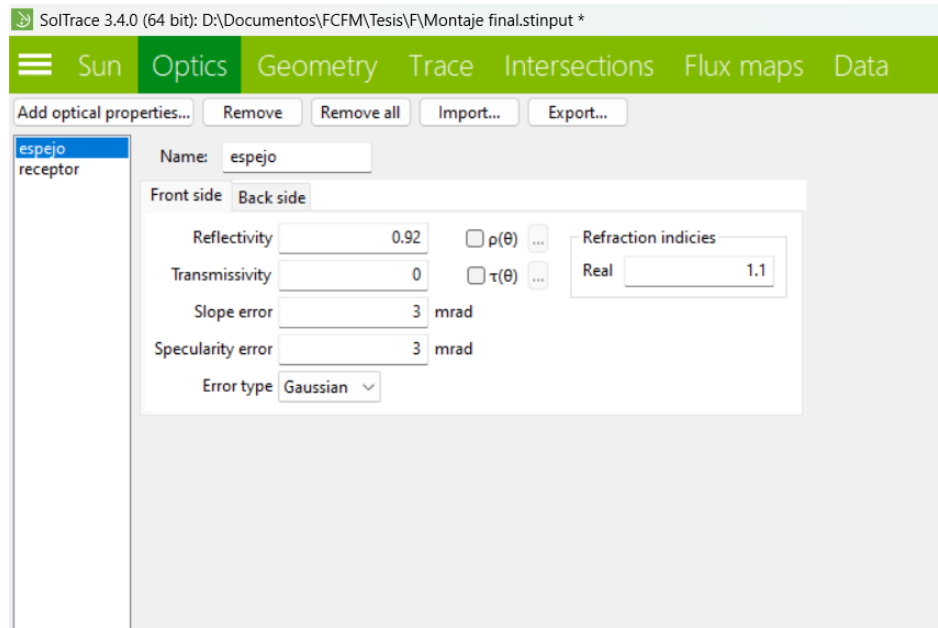 SolTrace 3.4.0 (64 bit): D:\Documentos\FCFM\Tesis\F\Montaje final.stinput *
Sun Optics Geometry Trace Intersections Flux maps Data
Add optical properties... Remove Remove all Import... Export...
espejo
receptor
Name: espejo
Front side Back side
Reflectivity 0.92 ρ(θ) ...
Transmissivity 0 τ(θ) ...
Slope error 3 mrad
Specularity error 3 mrad
Error type Gaussian
Refraction indicies
Real 1.1